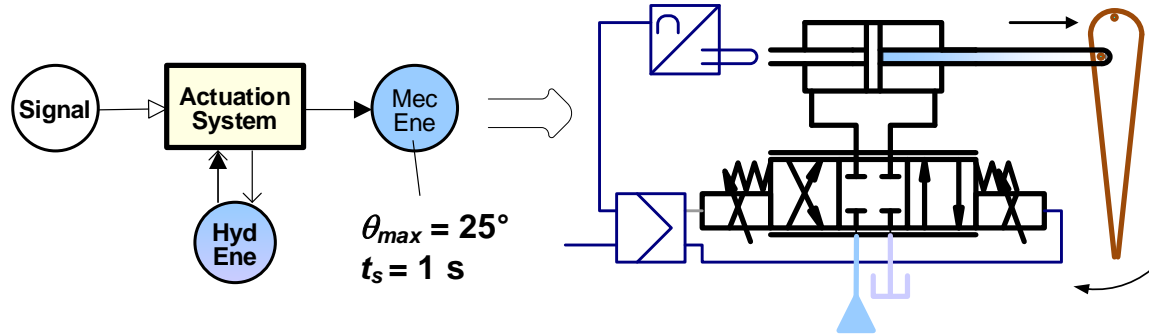 Signal
Actuation
System
Mec
Ene
Hyd
Ene
θmax = 25°
ts = 1 s